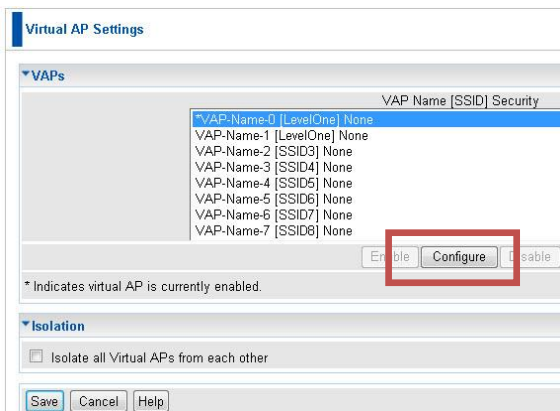 Virtual AP Settings
VAPs
VAP Name [SSID] Security
*VAP-Name-0 [LevelOne] None
VAP-Name-1 [LevelOne] None
VAP-Name-2 [SSID3] None
VAP-Name-3 [SSID4] None
VAP-Name-4 [SSID5] None
VAP-Name-5 [SSID6] None
VAP-Name-6 [SSID7] None
VAP-Name-7 [SSID8] None
Enable Configure Disable
* Indicates virtual AP is currently enabled.
Isolation
Isolate all Virtual APs from each other
Save Cancel Help